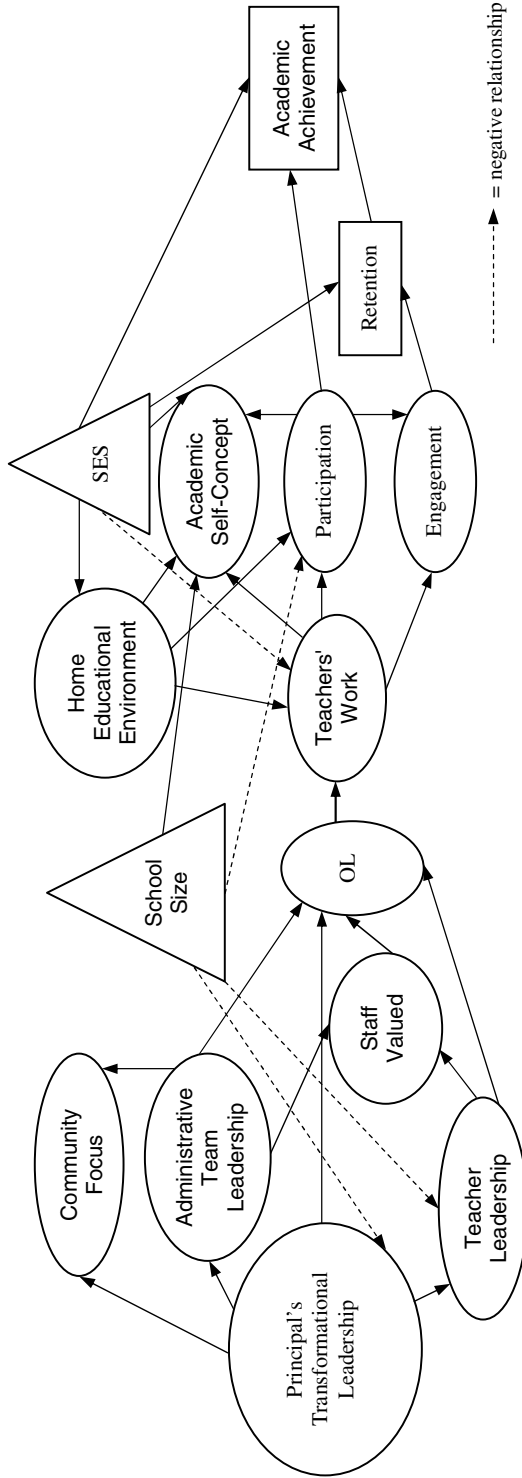 Community
Focus
Administrative
Team
Leadership
Principal's
Transformational
Leadership
Teacher
Leadership
Staff
Valued
School
Size
OL
Home
Educational
Environment
Teachers'
Work
SES
Academic
Self-Concept
Participation
Engagement
Retention
Academic
Achievement
= negative relationship